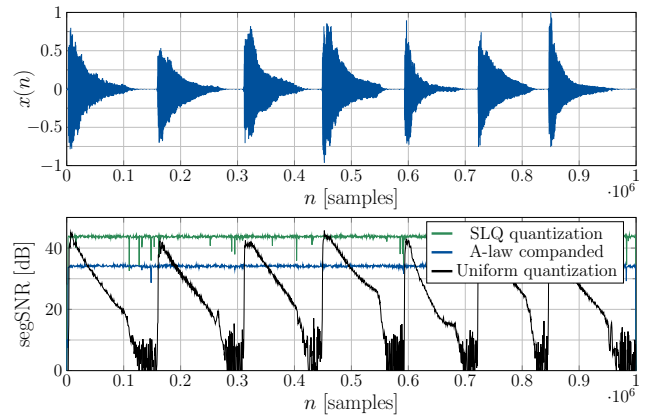 1
0.5
0
−0.5
−1
x(n)
0 0.1 0.2 0.3 0.4 0.5 0.6 0.7 0.8 0.9 1
·10^6
n [samples]
40
20
0
segSNR [dB]
SLQ quantization
A-law companded
Uniform quantization
0 0.1 0.2 0.3 0.4 0.5 0.6 0.7 0.8 0.9 1
·10^6
n [samples]